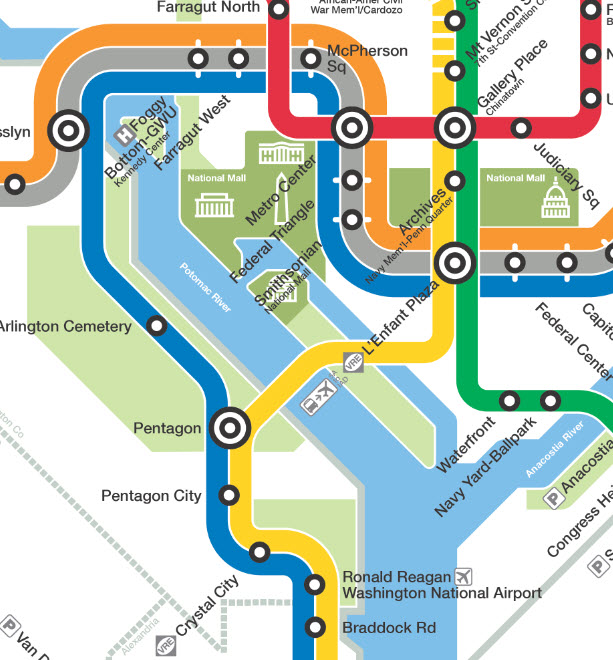 Farragut North
African-Amer Civil
War Mem'l/Cardozo
McPherson
Sq
Mt Vernon S
7th St-Convention C
Gallery Place
Chinatown
Judiciary Sq
sslyn
H
Foggy
Bottom-GWU
Kennedy Center
Farragut West
National Mall
Metro Center
Federal Triangle
Smithsonian
National Mall
Archives
Navy Mem'l-Penn Quarter
National Mall
L'Enfant Plaza
VRE
Federal Center
Capito
Potomac River
Arlington Cemetery
Pentagon
Pentagon City
Waterfront
Navy Yard-Ballpark
Anacostia River
P
Anacostia
Congress He
P
S
Crystal City
Ronald Reagan
Washington National Airport
Braddock Rd
VRE
Alexandria
P
Van D
ton Co